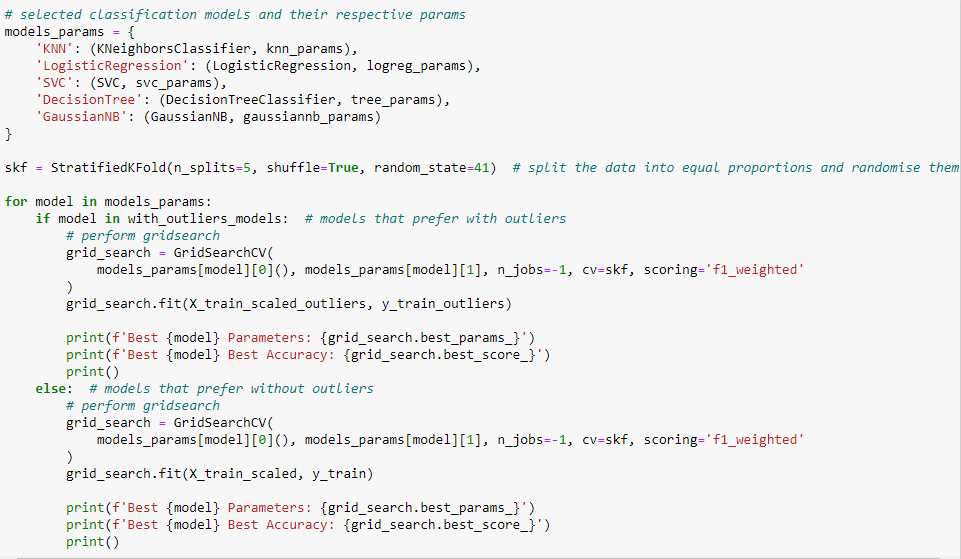 # selected classification models and their respective params
models_params = {
    'KNN': (KNeighborsClassifier, knn_params),
    'LogisticRegression': (LogisticRegression, logreg_params),
    'SVC': (SVC, svc_params),
    'DecisionTree': (DecisionTreeClassifier, tree_params),
    'GaussianNB': (GaussianNB, gaussiannb_params)
}

skf = StratifiedKFold(n_splits=5, shuffle=True, random_state=41)  # split the data into equal proportions and randomise them

for model in models_params:
    if model in with_outliers_models:  # models that prefer with outliers
        # perform gridsearch
        grid_search = GridSearchCV(
            models_params[model][0](), models_params[model][1], n_jobs=-1, cv=skf, scoring='f1_weighted'
        )
        grid_search.fit(X_train_scaled_outliers, y_train_outliers)

        print(f'Best {model} Parameters: {grid_search.best_params_}')
        print(f'Best {model} Best Accuracy: {grid_search.best_score_}')
        print()
    else:  # models that prefer without outliers
        # perform gridsearch
        grid_search = GridSearchCV(
            models_params[model][0](), models_params[model][1], n_jobs=-1, cv=skf, scoring='f1_weighted'
        )
        grid_search.fit(X_train_scaled, y_train)

        print(f'Best {model} Parameters: {grid_search.best_params_}')
        print(f'Best {model} Best Accuracy: {grid_search.best_score_}')
        print()